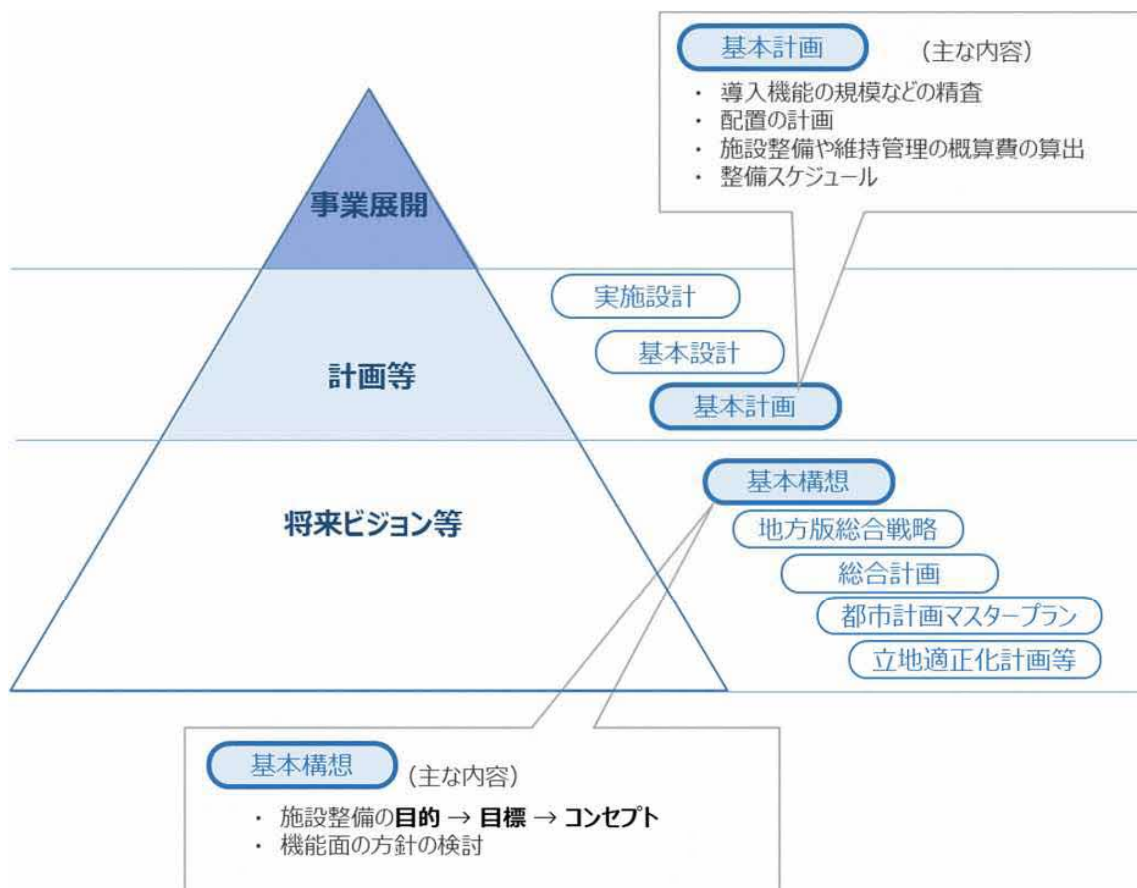 基本計画 (主な内容)
・ 導入機能の規模などの精査
・ 配置の計画
・ 施設整備や維持管理の概算費の算出
・ 整備スケジュール
事業展開
実施設計
基本設計
計画等
基本計画
基本構想
将来ビジョン等
地方版総合戦略
総合計画
都市計画マスタープラン
立地適正化計画等
基本構想 (主な内容)
・ 施設整備の目的 → 目標 → コンセプト
・ 機能面の方針の検討